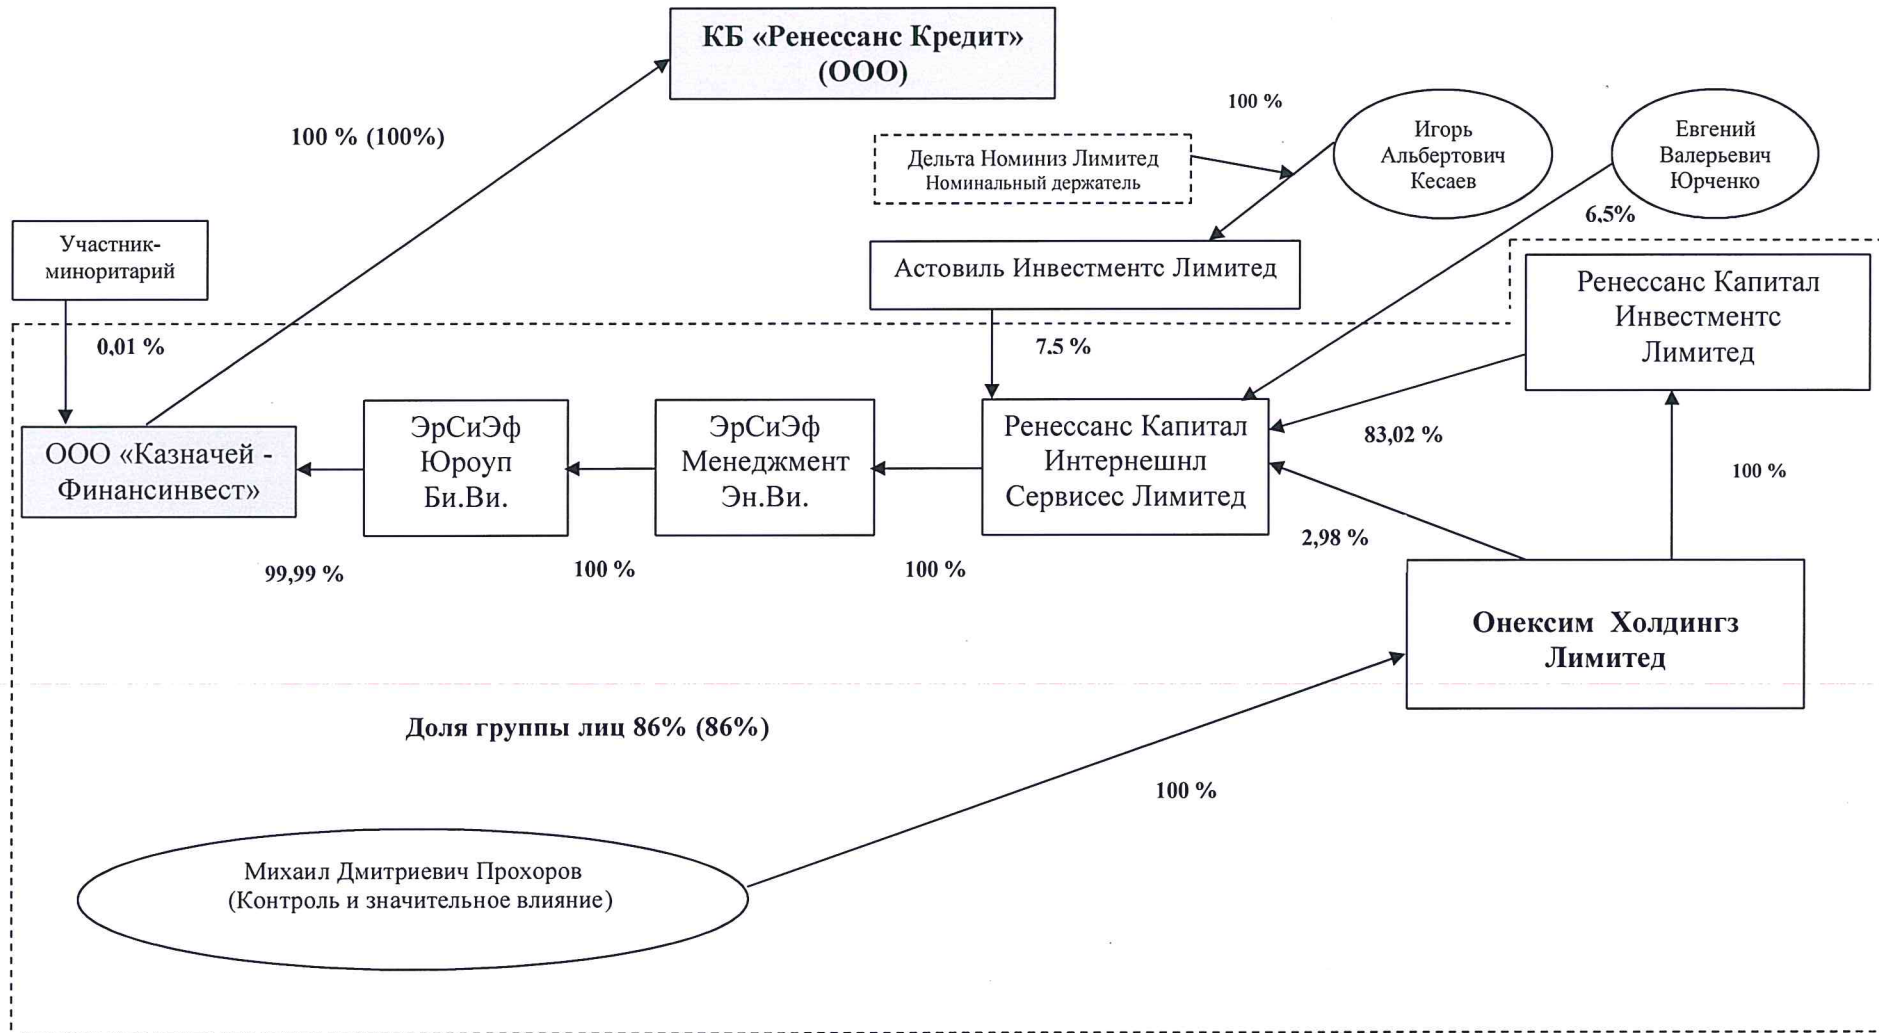 КБ «Ренессанс Кредит»
(ООО)
100 %
100 % (100%)
Игорь
Альбертович
Кесаев
Евгений
Валерьевич
Юрченко
Дельта Номиниз Лимитед
Номинальный держатель
6,5%
Участник-
миноритарий
Астовиль Инвестментс Лимитед
Ренессанс Капитал
Инвестментс
Лимитед
0,01 %
7.5 %
ООО «Казначей -
Финансинвест»
ЭрСиЭф
Юроуп
Би.Ви.
ЭрСиЭф
Менеджмент
Эн.Ви.
Ренессанс Капитал
Интернешнл
Сервисес Лимитед
83,02 %
100 %
2,98 %
99,99 %
100 %
100 %
Онексим Холдингз
Лимитед
Доля группы лиц 86% (86%)
100 %
Михаил Дмитриевич Прохоров
(Контроль и значительное влияние)